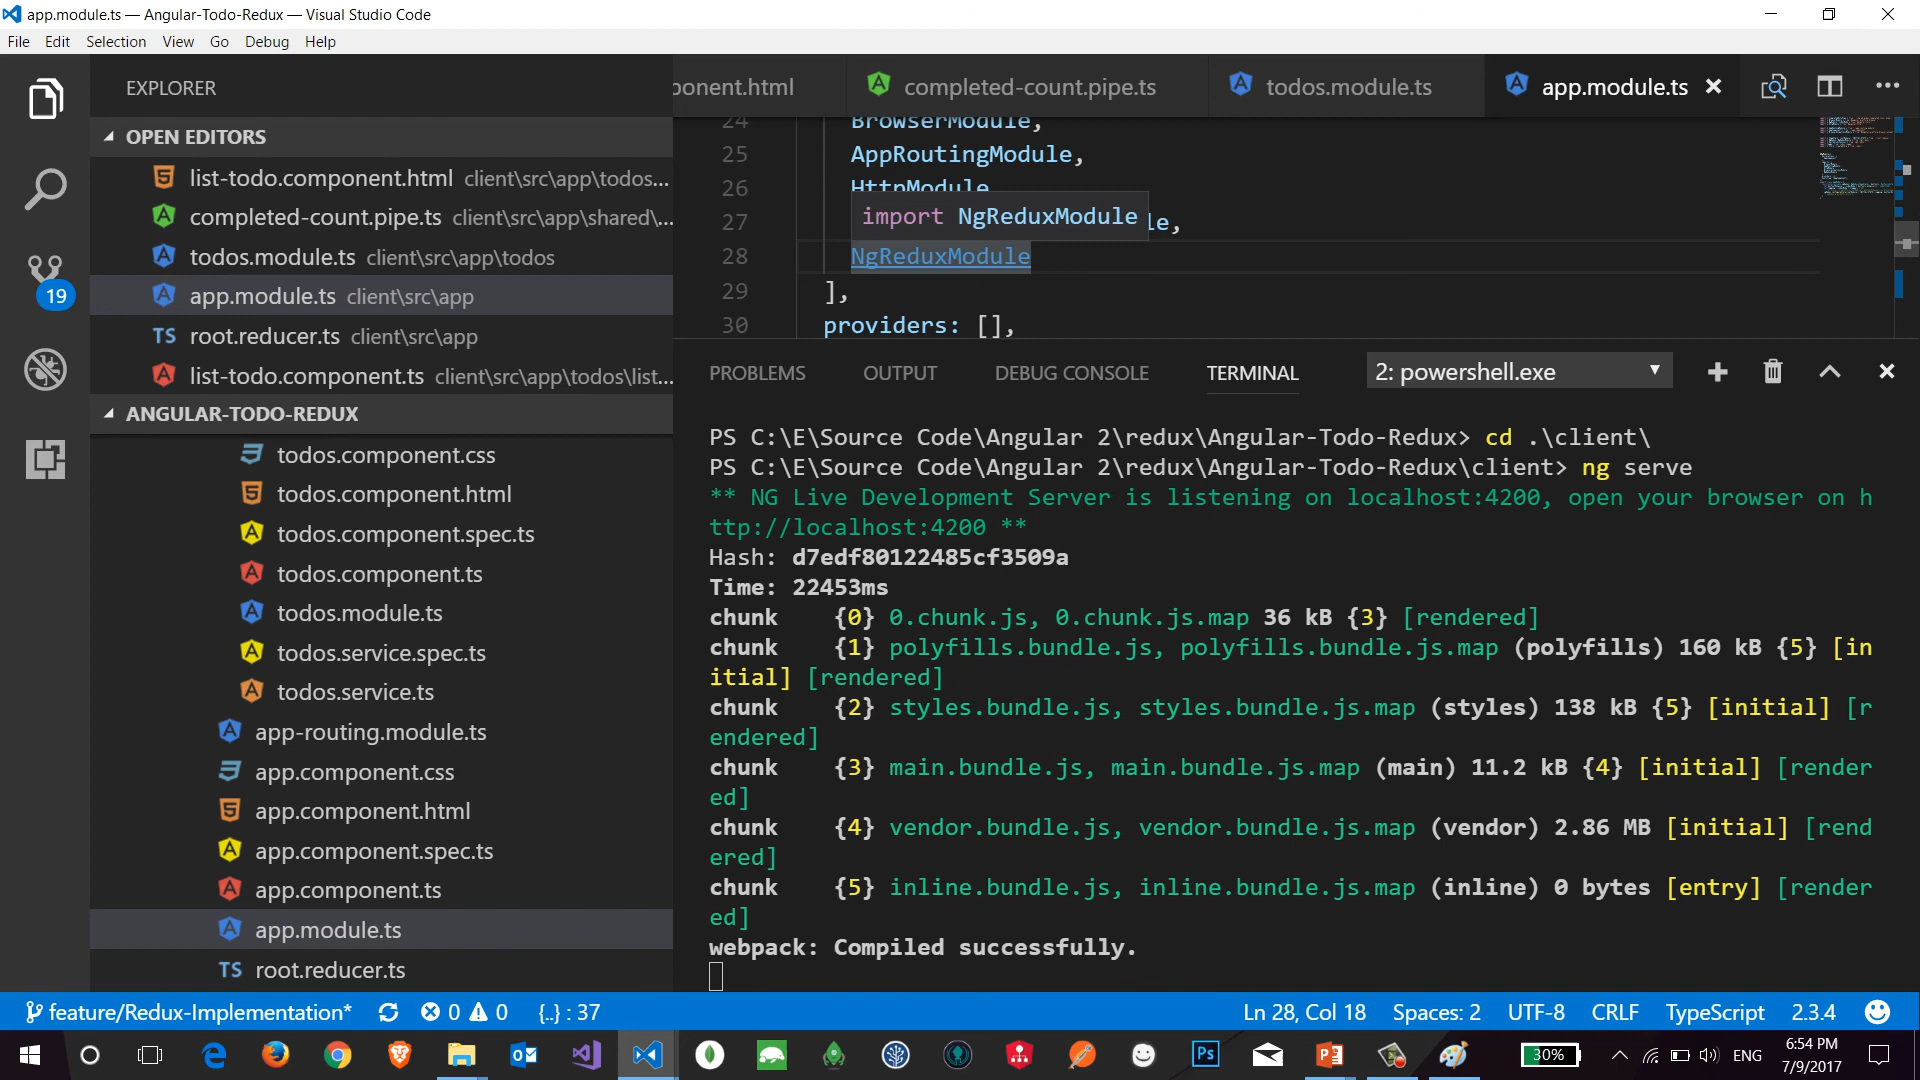 app.module.ts — Angular-Todo-Redux — Visual Studio Code
File Edit Selection View Go Debug Help
EXPLORER
OPEN EDITORS
list-todo.component.html client\src\app\todos...
completed-count.pipe.ts client\src\app\shared\...
todos.module.ts client\src\app\todos
app.module.ts client\src\app
TS root.reducer.ts client\src\app
list-todo.component.ts client\src\app\todos\list...
19
ANGULAR-TODO-REDUX
todos.component.css
todos.component.html
todos.component.spec.ts
todos.component.ts
todos.module.ts
todos.service.spec.ts
todos.service.ts
app-routing.module.ts
app.component.css
app.component.html
app.component.spec.ts
app.component.ts
app.module.ts
TS root.reducer.ts
ponent.html completed-count.pipe.ts todos.module.ts app.module.ts
24 BrowserModule,
25 AppRoutingModule,
26 HttpModule
import NgReduxModule
27 le,
28 NgReduxModule
29 ],
30 providers: [],
PROBLEMS OUTPUT DEBUG CONSOLE TERMINAL 2: powershell.exe
PS C:\E\Source Code\Angular 2\redux\Angular-Todo-Redux> cd .\client\
PS C:\E\Source Code\Angular 2\redux\Angular-Todo-Redux\client> ng serve
** NG Live Development Server is listening on localhost:4200, open your browser on h
ttp://localhost:4200 **
Hash: d7edf80122485cf3509a
Time: 22453ms
chunk {0} 0.chunk.js, 0.chunk.js.map 36 kB {3} [rendered]
chunk {1} polyfills.bundle.js, polyfills.bundle.js.map (polyfills) 160 kB {5} [in
itial] [rendered]
chunk {2} styles.bundle.js, styles.bundle.js.map (styles) 138 kB {5} [initial] [r
endered]
chunk {3} main.bundle.js, main.bundle.js.map (main) 11.2 kB {4} [initial] [render
ed]
chunk {4} vendor.bundle.js, vendor.bundle.js.map (vendor) 2.86 MB [initial] [rend
ered]
chunk {5} inline.bundle.js, inline.bundle.js.map (inline) 0 bytes [entry] [render
ed]
webpack: Compiled successfully.
feature/Redux-Implementation* 0 0 {..} : 37 Ln 28, Col 18 Spaces: 2 UTF-8 CRLF TypeScript 2.3.4
Ps 30% ENG 6:54 PM
7/9/2017